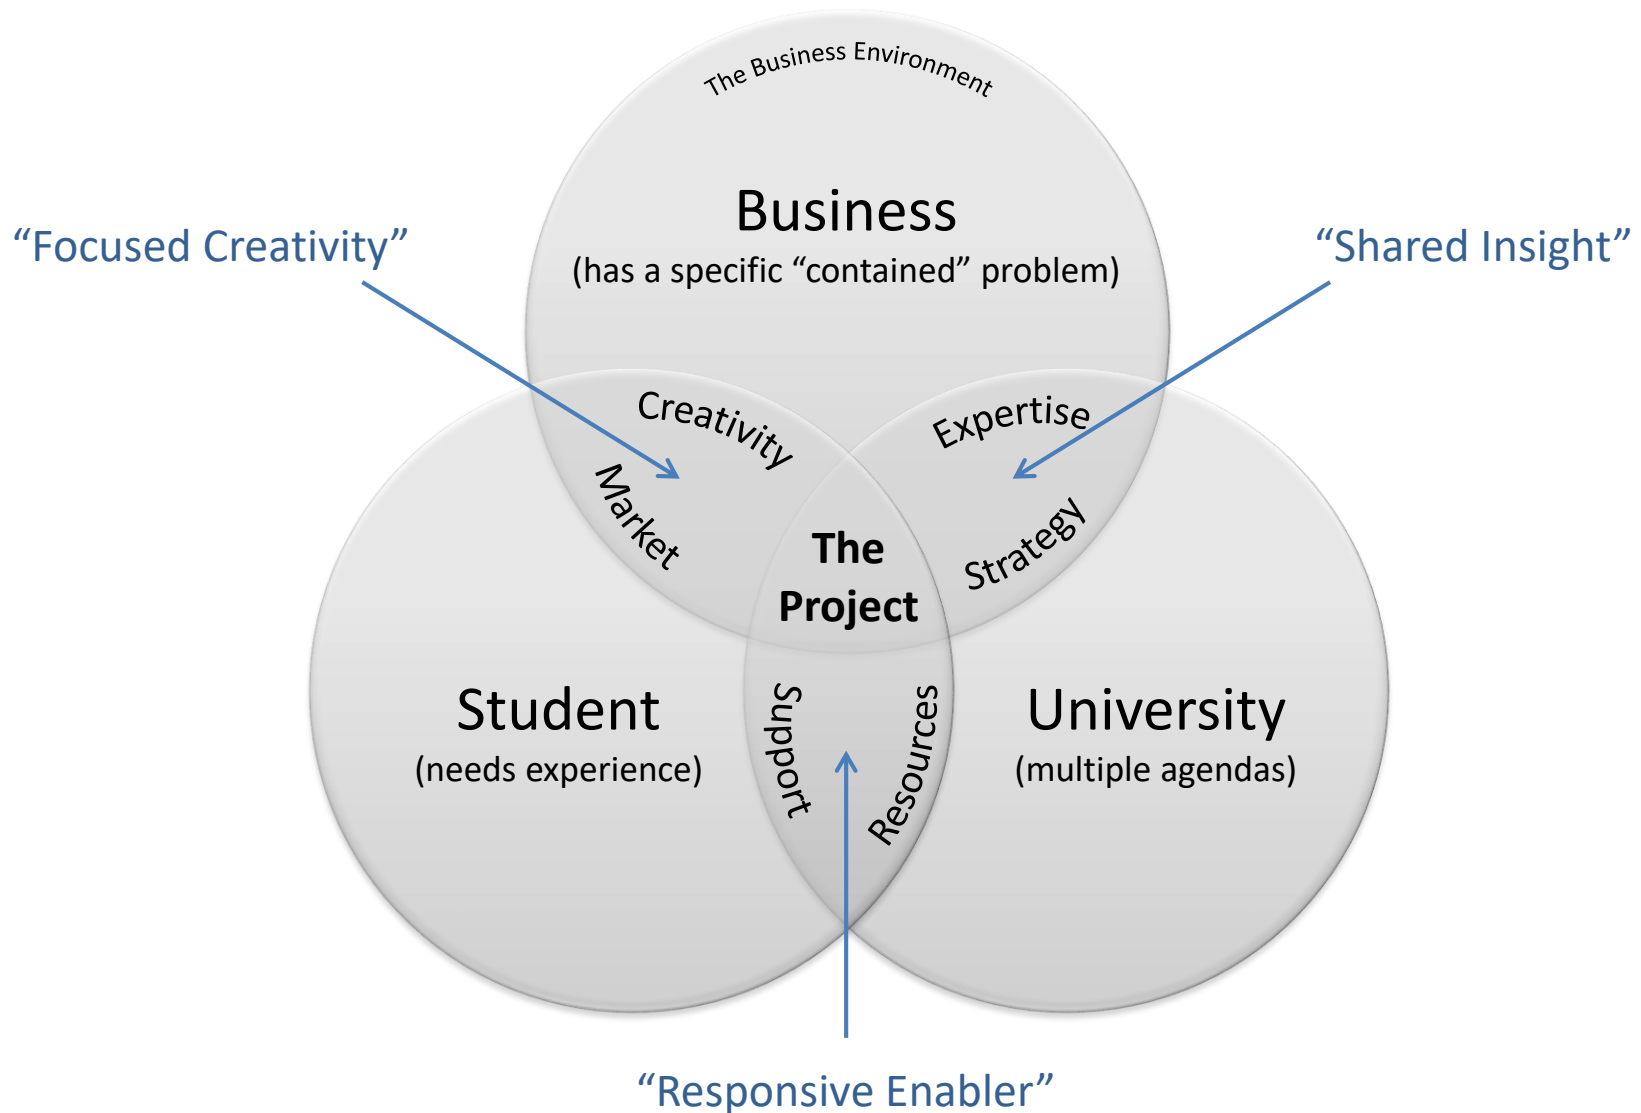 The Business Environment
Business
(has a specific “contained” problem)
“Focused Creativity”
“Shared Insight”
Creativity
Market
Expertise
Strategy
The
Project
Student
(needs experience)
Support
Resources
University
(multiple agendas)
“Responsive Enabler”